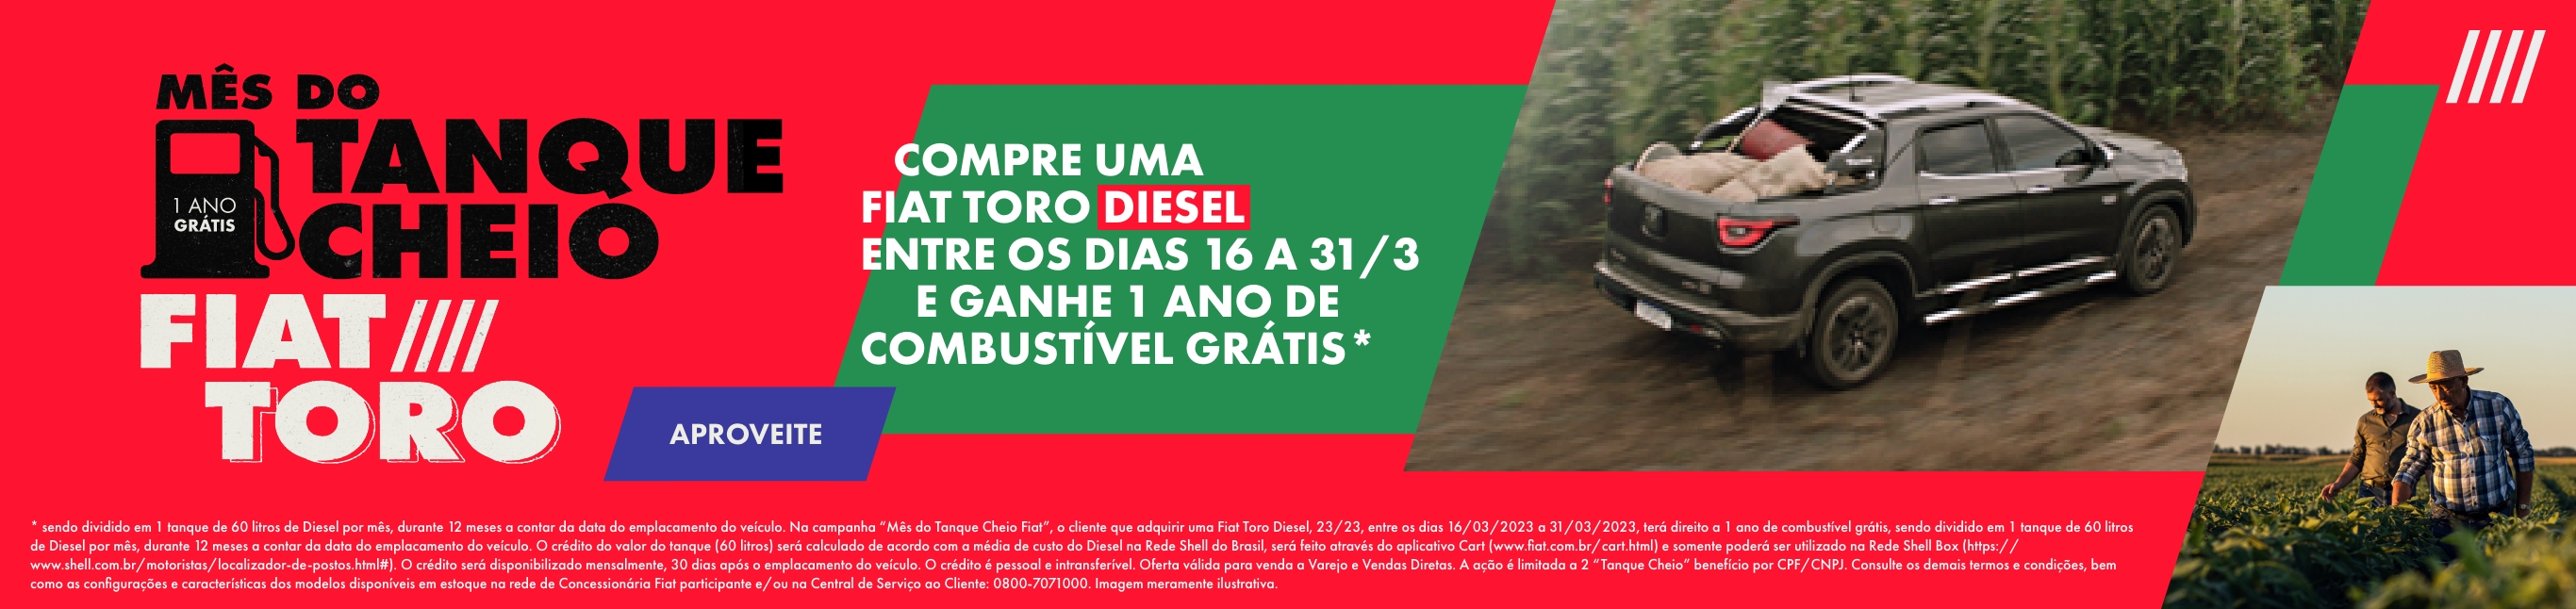 MÊS DO
TANQUE
CHEIO
1 ANO
GRÁTIS
FIAT
TORO
APROVEITE
COMPRE UMA
FIAT TORO DIESEL
ENTRE OS DIAS 16 A 31/3
E GANHE 1 ANO DE
COMBUSTÍVEL GRÁTIS*
* sendo dividido em 1 tanque de 60 litros de Diesel por mês, durante 12 meses a contar da data do emplacamento do veículo. Na campanha “Mês do Tanque Cheio Fiat”, o cliente que adquirir uma Fiat Toro Diesel, 23/23, entre os dias 16/03/2023 a 31/03/2023, terá direito a 1 ano de combustível grátis, sendo dividido em 1 tanque de 60 litros
de Diesel por mês, durante 12 meses a contar da data do emplacamento do veículo. O crédito do valor do tanque (60 litros) será calculado de acordo com a média de custo do Diesel na Rede Shell do Brasil, será feito através do aplicativo Cart (www.fiat.com.br/cart.html) e somente poderá ser utilizado na Rede Shell Box (https://
www.shell.com.br/motoristas/localizador-de-postos.html#). O crédito será disponibilizado mensalmente, 30 dias após o emplacamento do veículo. O crédito é pessoal e intransferível. Oferta válida para venda a Varejo e Vendas Diretas. A ação é limitada a 2 “Tanque Cheio” benefício por CPF/CNPJ. Consulte os demais termos e condições, bem
como as configurações e características dos modelos disponíveis em estoque na rede de Concessionária Fiat participante e/ou na Central de Serviço ao Cliente: 0800-7071000. Imagem meramente ilustrativa.